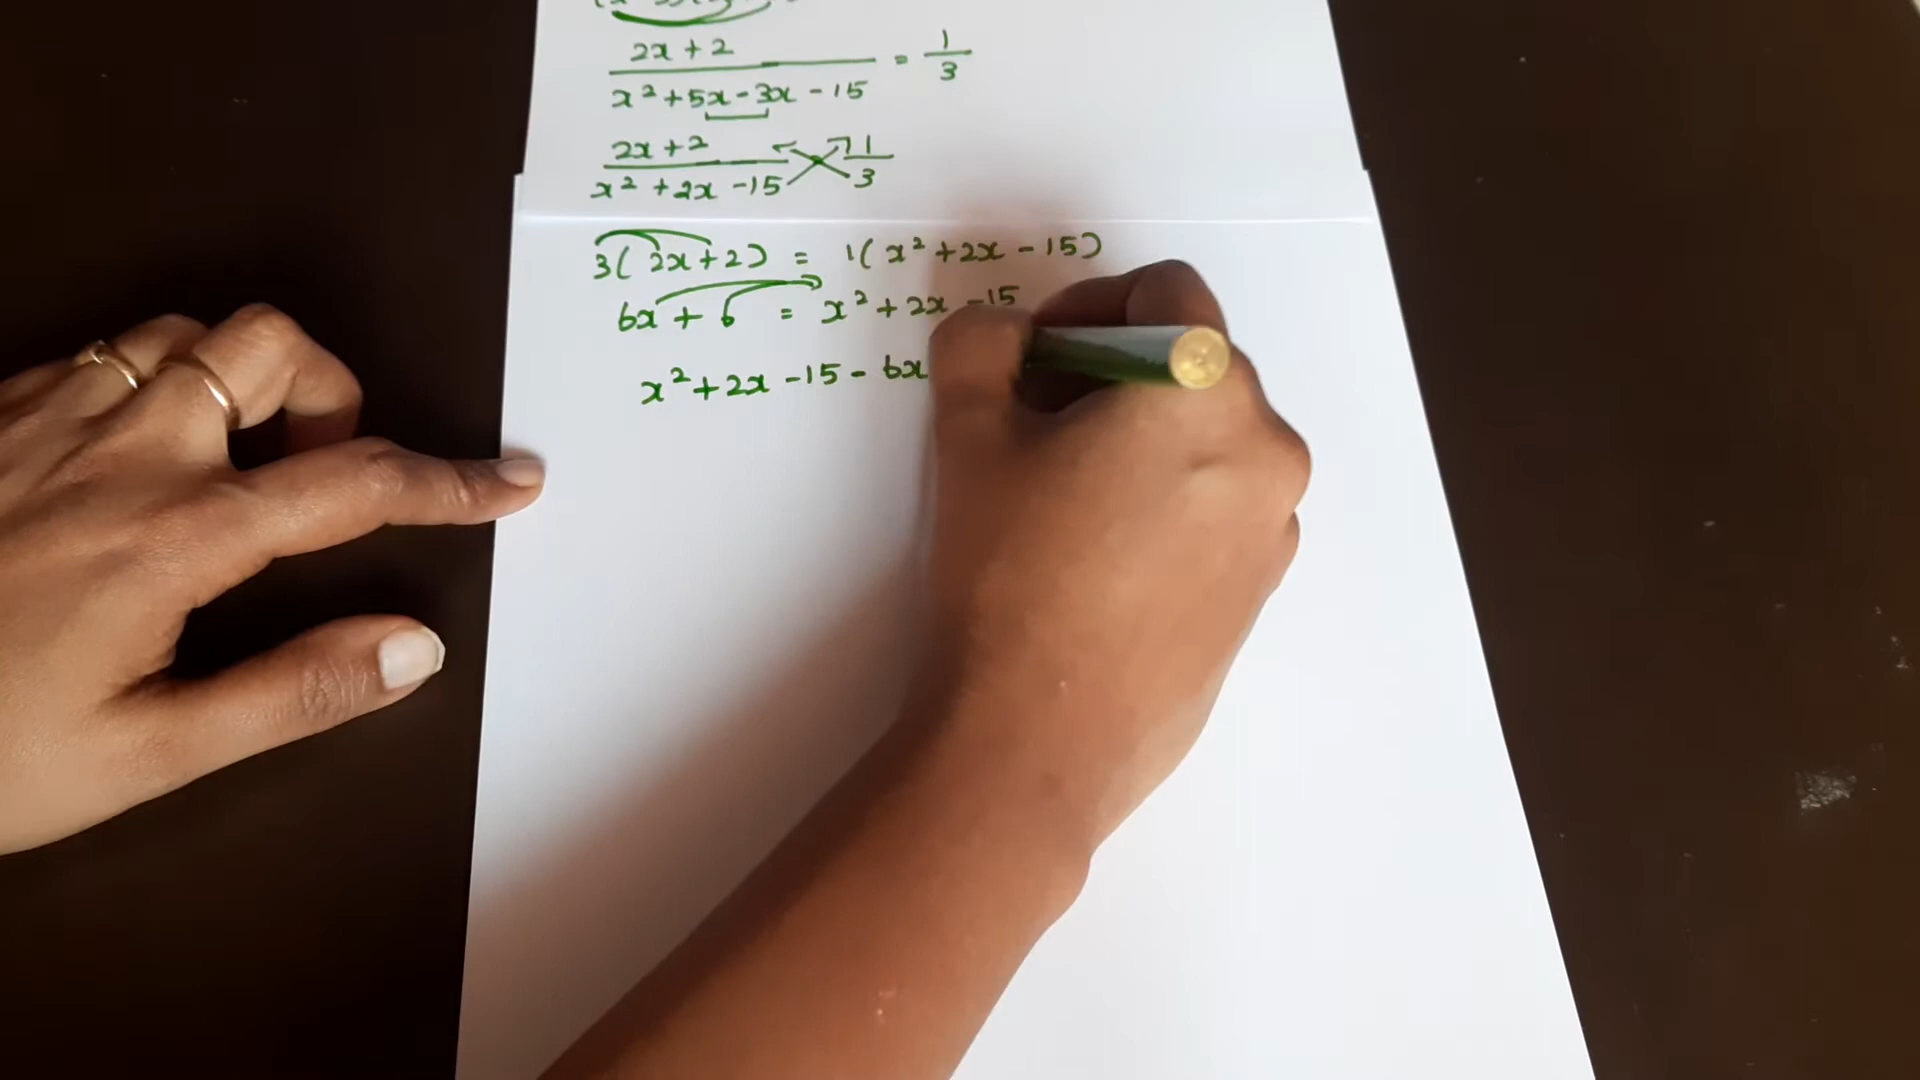 2x + 2 / x² + 5x - 3x - 15 = 1/3
2x + 2 / x² + 2x - 15 1/3
3(2x+2) = 1(x² + 2x - 15)
6x + 6 = x² + 2x - 15
x² + 2x - 15 - 6x